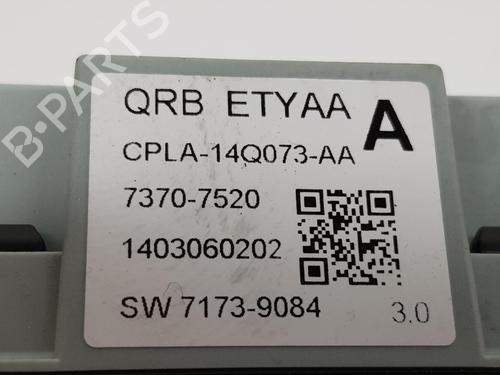 B-PARTS
QRB ETYAA A
CPLA-14Q073-AA
7370-7520
1403060202
SW 7173-9084 3.0